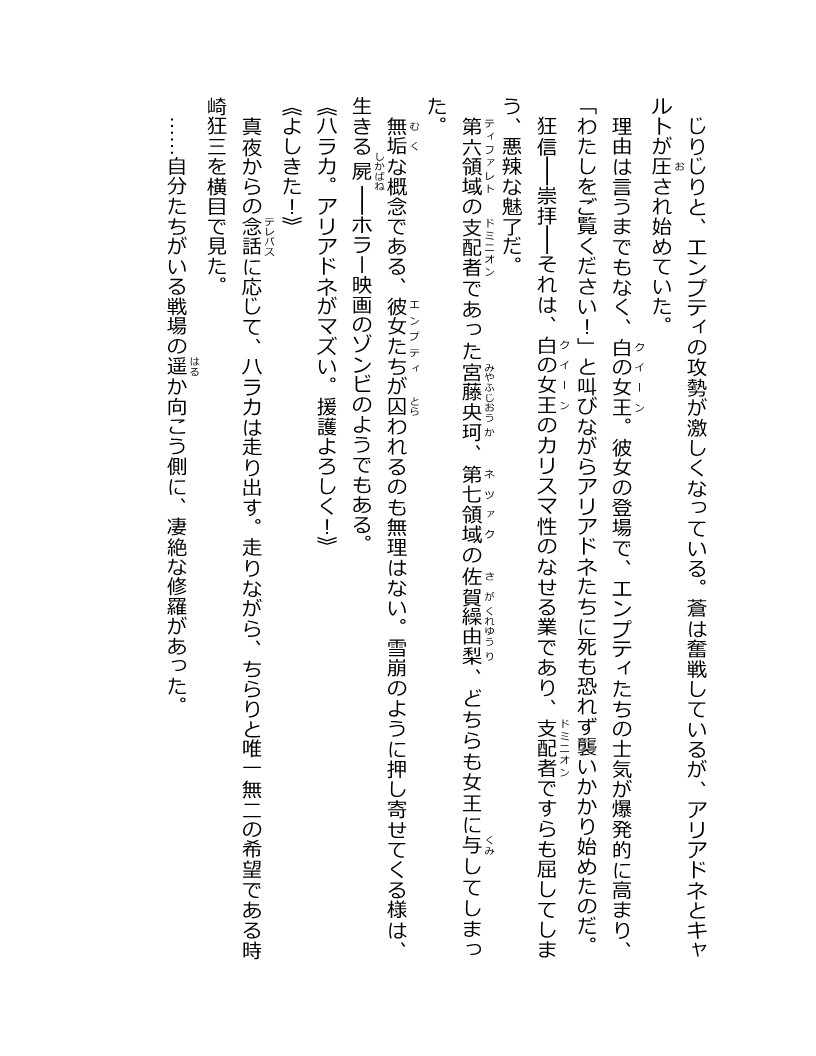 じりじりと、エンプティの攻勢が激しくなっている。蒼は奮戦しているが、アリアドネとキャ
ルトが圧され始めていた。
理由は言うまでもなく、白の女王。彼女の登場で、エンプティたちの士気が爆発的に高まり、
「わたしをご覧ください！」と叫びながらアリアドネたちに死も恐れず襲いかかり始めたのだ。
狂信――崇拝――それは、白の女王のカリスマ性のなせる業であり、支配者ですらも屈してしま
う、悪辣な魅了だ。
第六領域の支配者であった宮藤央珂、第七領域の佐賀繰由梨、どちらも女王に与してしまっ
た。
無垢な概念である、彼女たちが囚われるのも無理はない。雪崩のように押し寄せてくる様は、
生きる屍――ホラー映画のゾンビのようでもある。
《ハラカ。アリアドネがマズい。援護よろしく！》
《よしきた！》
真夜からの念話に応じて、ハラカは走り出す。走りながら、ちらりと唯一無二の希望である時
崎狂三を横目で見た。
……自分たちがいる戦場の遥か向こう側に、凄絶な修羅があった。